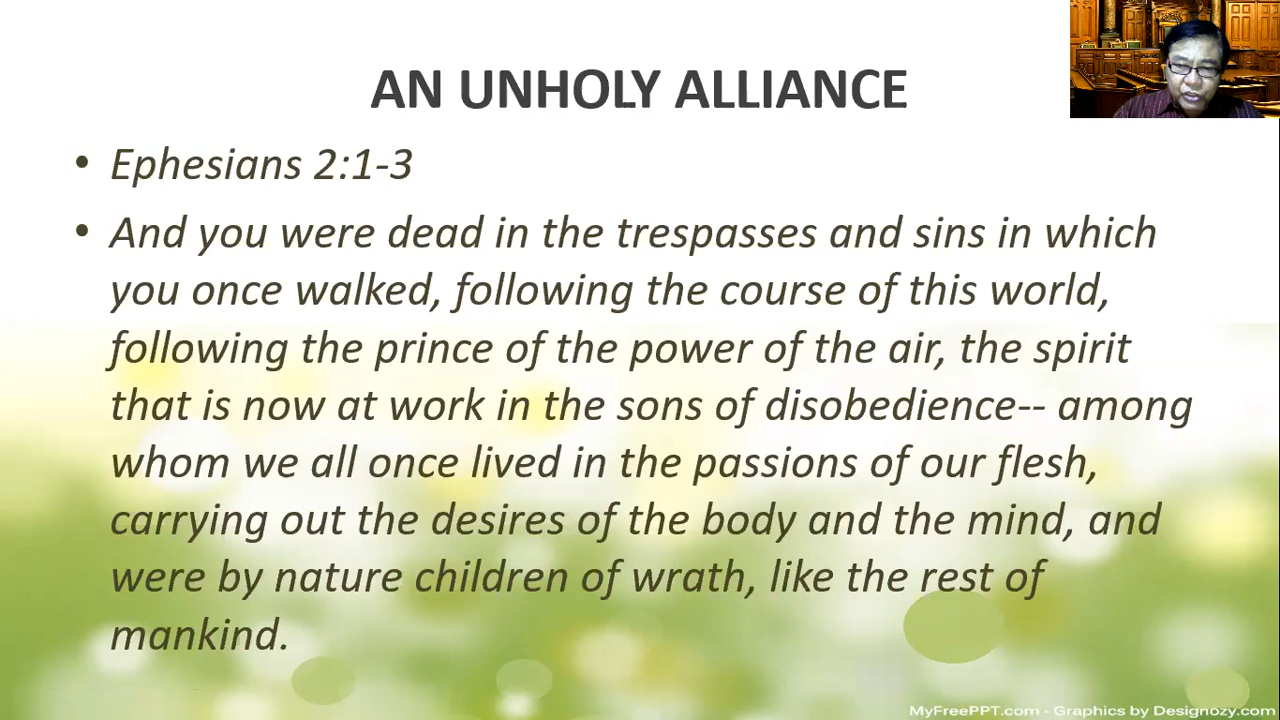 AN UNHOLY ALLIANCE
• Ephesians 2:1-3
• And you were dead in the trespasses and sins in which
you once walked, following the course of this world,
following the prince of the power of the air, the spirit
that is now at work in the sons of disobedience-- among
whom we all once lived in the passions of our flesh,
carrying out the desires of the body and the mind, and
were by nature children of wrath, like the rest of
mankind.
MyFreePPT.com - Graphics by Designozy.com